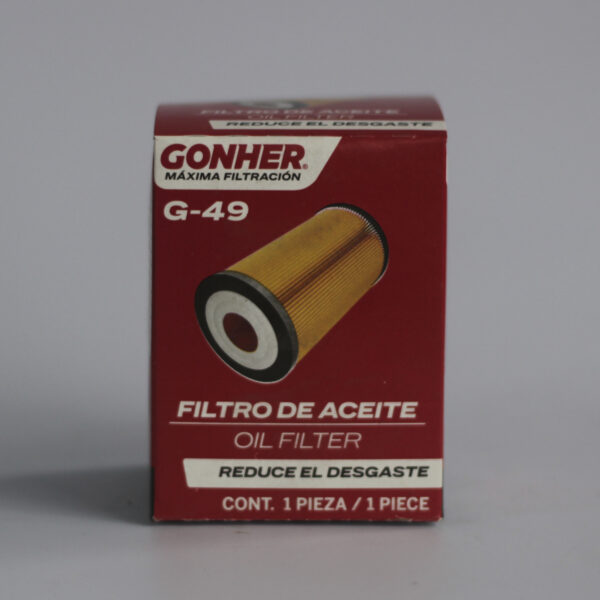 FILTRO DE ACEITE
OIL FILTER
REDUCE EL DESGASTE
GONHER®
MÁXIMA FILTRACIÓN
G-49
FILTRO DE ACEITE
OIL FILTER
REDUCE EL DESGASTE
CONT. 1 PIEZA / 1 PIECE